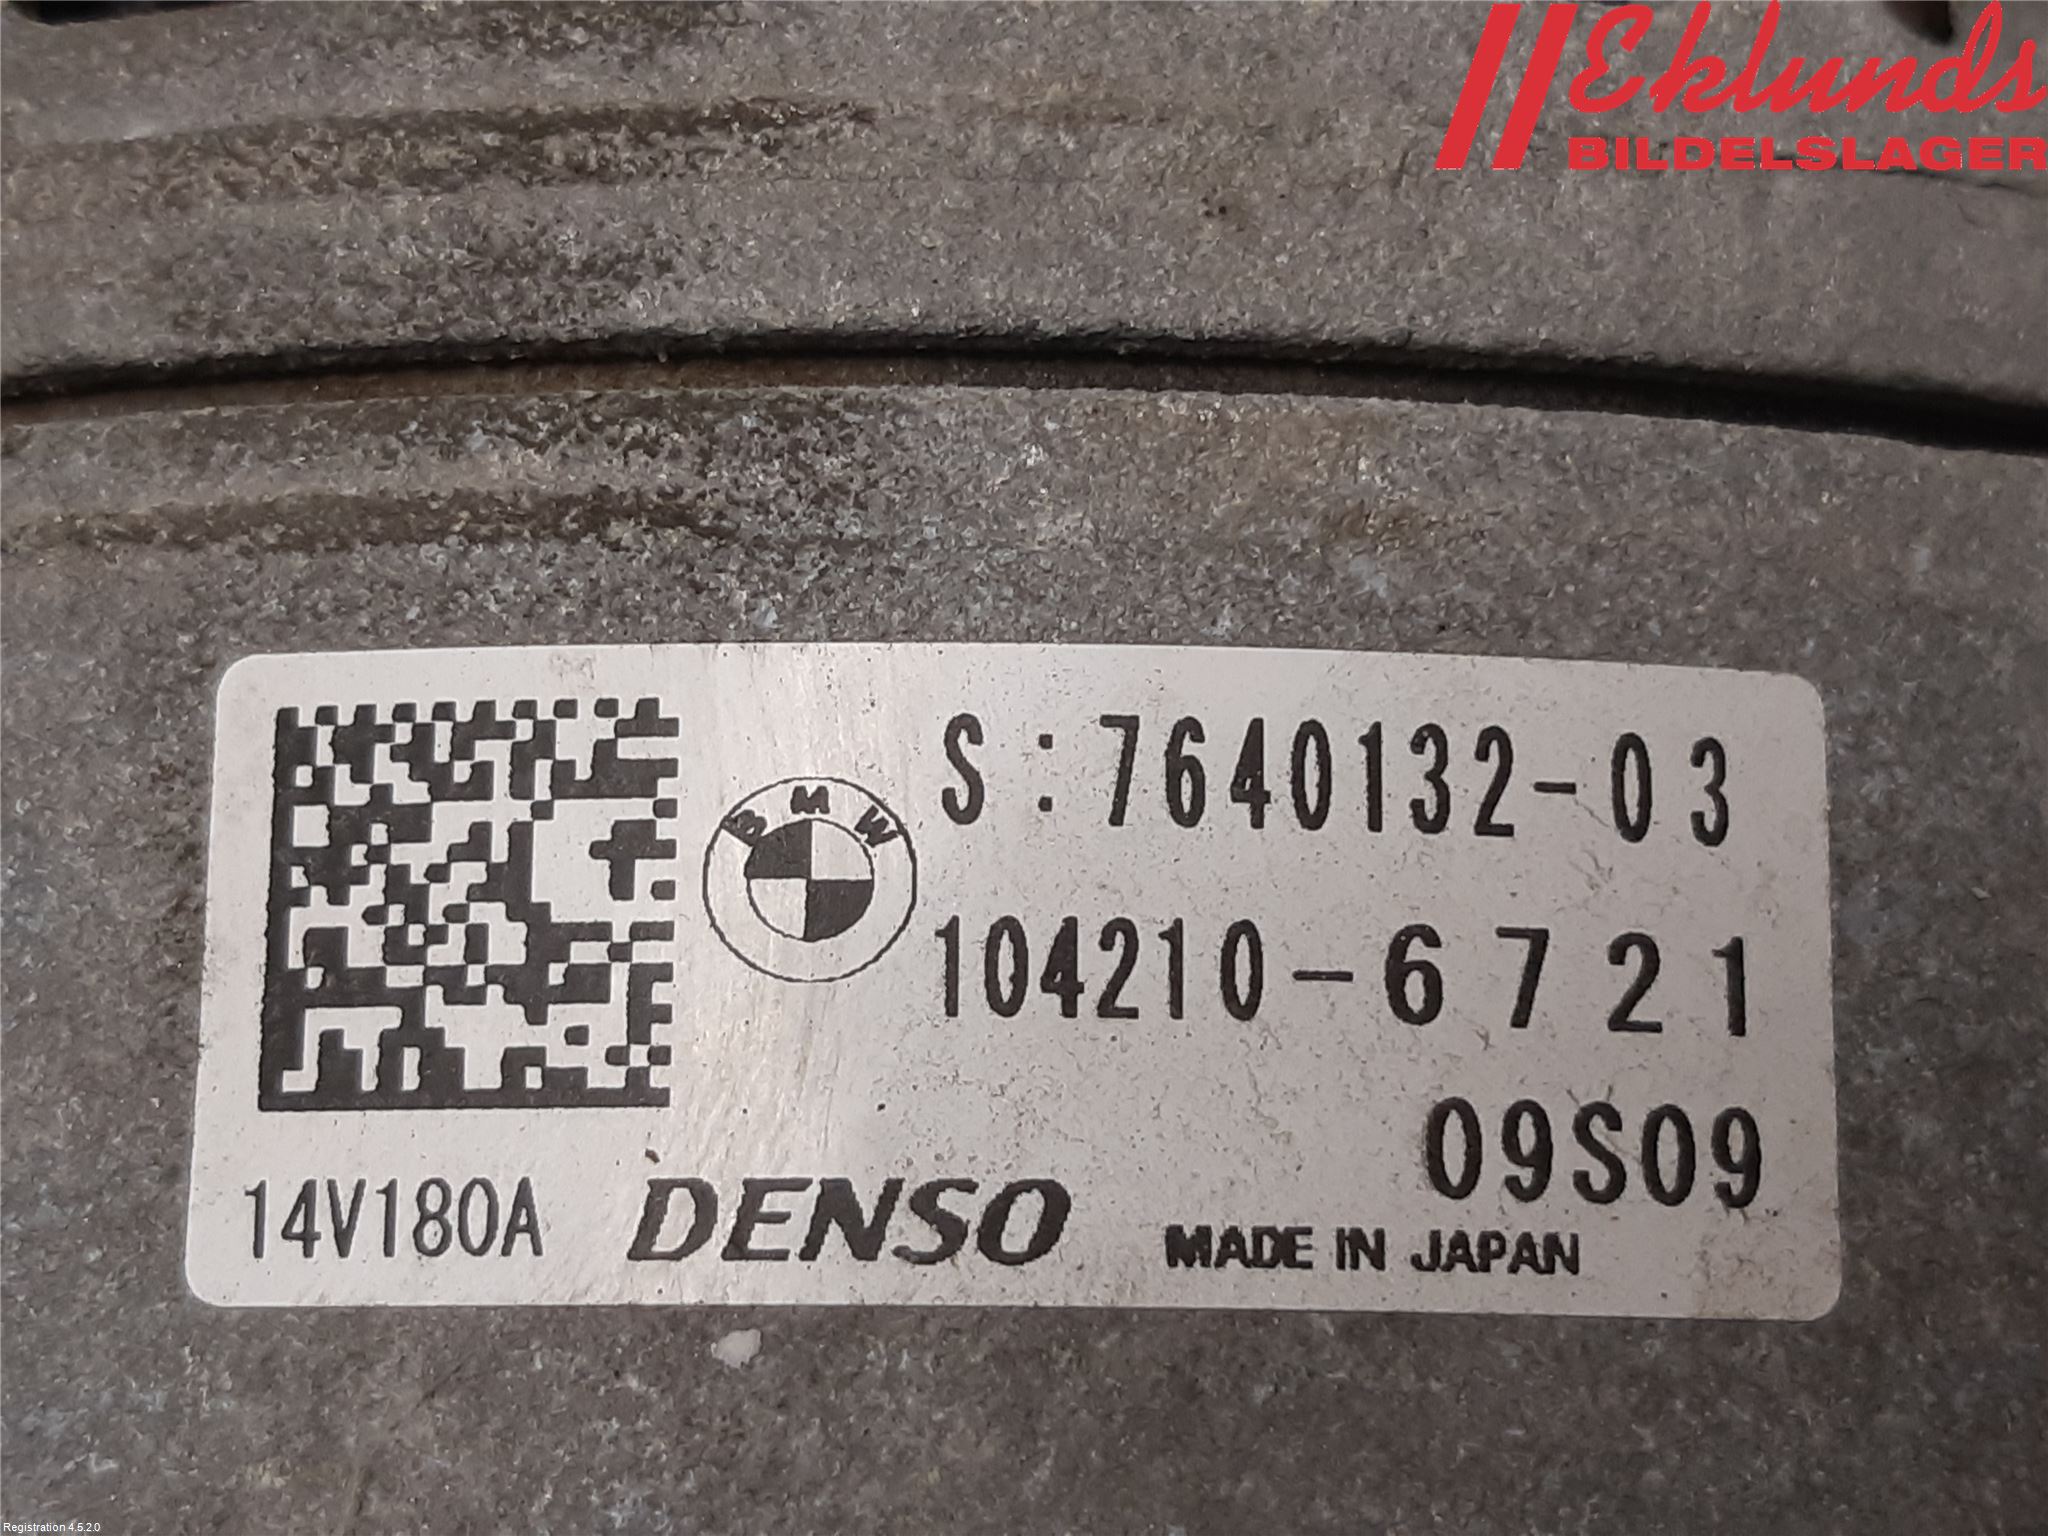 Eklunds
BILDELSLAGER
BMW
S:7640132-03
104210-6721
09S09
14V180A DENSO MADE IN JAPAN
Registration 4.5.2.0